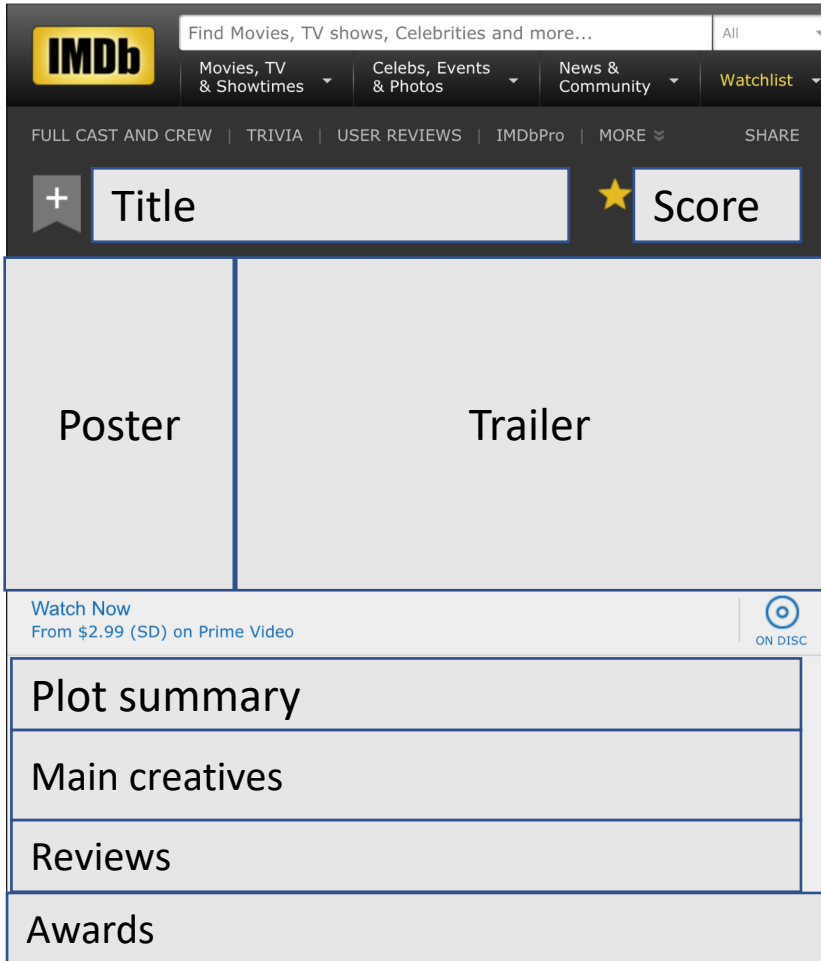 IMDb
Find Movies, TV shows, Celebrities and more...
All
Movies, TV
& Showtimes
Celebs, Events
& Photos
News &
Community
Watchlist
FULL CAST AND CREW | TRIVIA | USER REVIEWS | IMDbPro | MORE
SHARE
+
Title
Score
Poster
Trailer
Watch Now
From $2.99 (SD) on Prime Video
ON DISC
Plot summary
Main creatives
Reviews
Awards